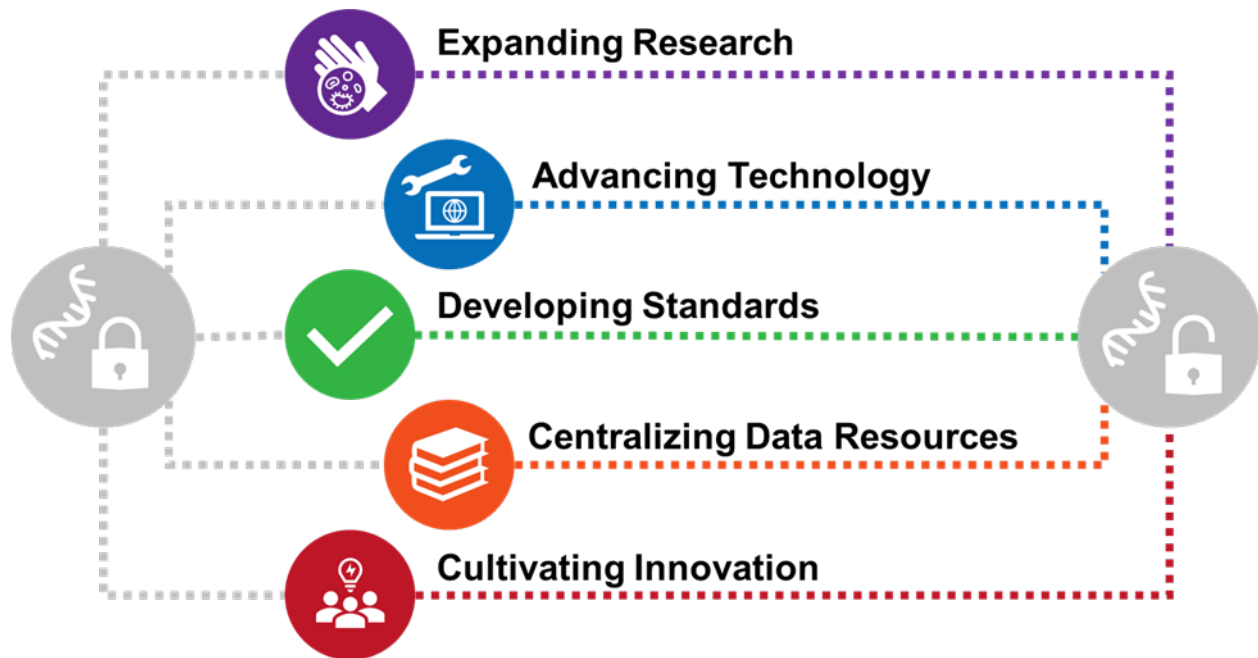 Expanding Research
Advancing Technology
Developing Standards
Centralizing Data Resources
Cultivating Innovation